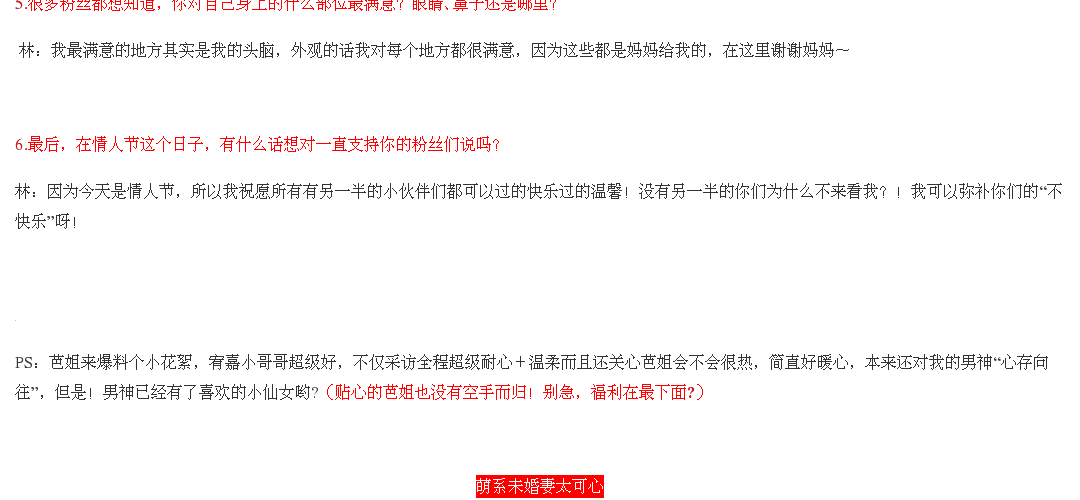 5.很多粉丝都想知道，你对自己身上的什么部位最满意？眼睛、鼻子还是哪里？
林：我最满意的地方其实是我的头脑，外观的话我对每个地方都很满意，因为这些都是妈妈给我的，在这里谢谢妈妈～
6.最后，在情人节这个日子，有什么话想对一直支持你的粉丝们说吗？
林：因为今天是情人节，所以我祝愿所有有另一半的小伙伴们都可以过的快乐过的温馨！没有另一半的你们为什么不来看我？！我可以弥补你们的“不
快乐”呀！
PS：芭姐来爆料个小花絮，宥嘉小哥哥超级好，不仅采访全程超级耐心＋温柔而且还关心芭姐会不会很热，简直好暖心，本来还对我的男神“心存向
往”，但是！男神已经有了喜欢的小仙女哟?（贴心的芭姐也没有空手而归！别急，福利在最下面?）
萌系未婚妻太可心